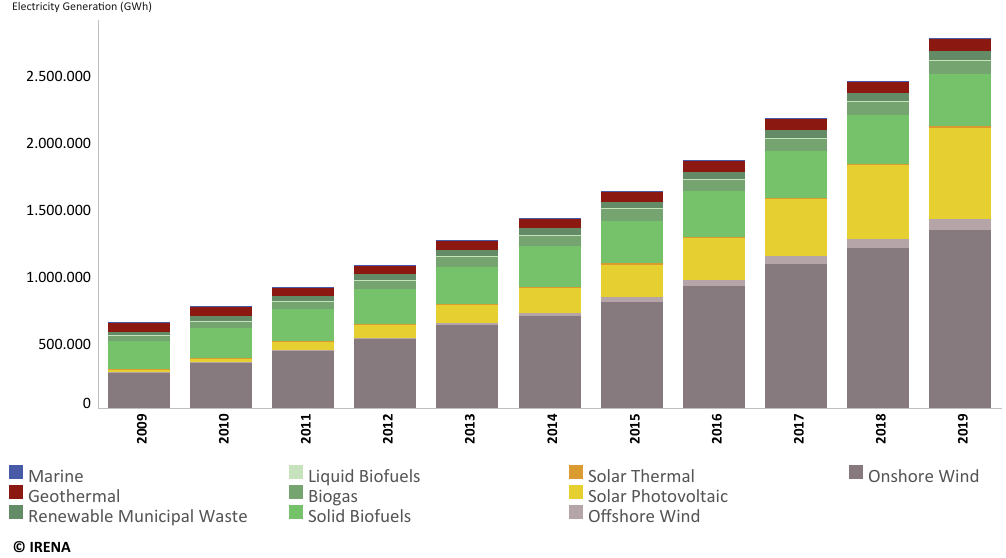 Electricity Generation (GWh)
2.500.000
2.000.000
1.500.000
1.000.000
500.000
0
2009 2010 2011 2012 2013 2014 2015 2016 2017 2018 2019
Marine Liquid Biofuels Solar Thermal Onshore Wind
Geothermal Biogas Solar Photovoltaic
Renewable Municipal Waste Solid Biofuels Offshore Wind
© IRENA